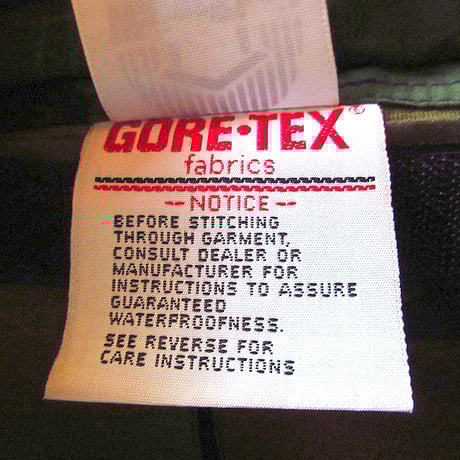 GORE·TEX®
fabrics
--NOTICE--
BEFORE STITCHING
THROUGH GARMENT,
CONSULT DEALER OR
MANUFACTURER FOR
INSTRUCTIONS TO ASSURE
GUARANTEED
WATERPROOFNESS.
SEE REVERSE FOR
CARE INSTRUCTIONS